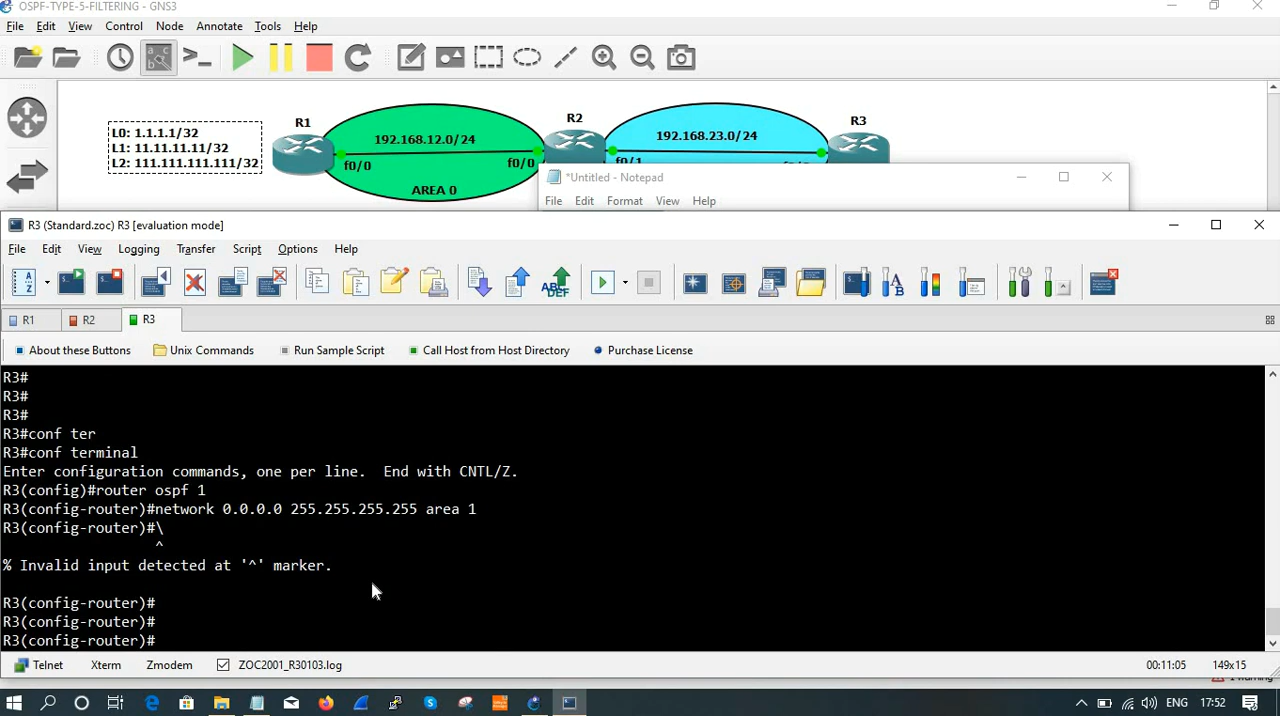 OSPF-TYPE-5-FILTERING - GNS3
File Edit View Control Node Annotate Tools Help
R1
R2
R3
L0: 1.1.1.1/32
L1: 11.11.11.11/32
L2: 111.111.111.111/32
192.168.12.0/24
192.168.23.0/24
f0/0
f0/0
f0/1
AREA 0
*Untitled - Notepad
File Edit Format View Help
R3 (Standard.zoc) R3 [evaluation mode]
File Edit View Logging Transfer Script Options Help
R1 R2 R3
About these Buttons Unix Commands Run Sample Script Call Host from Host Directory Purchase License
R3#
R3#
R3#
R3#conf ter
R3#conf terminal
Enter configuration commands, one per line.  End with CNTL/Z.
R3(config)#router ospf 1
R3(config-router)#network 0.0.0.0 255.255.255.255 area 1
R3(config-router)#\
^
% Invalid input detected at '^' marker.
R3(config-router)#
R3(config-router)#
R3(config-router)#
Telnet Xterm Zmodem ZOC2001_R30103.log 00:11:05 149x15
ENG 17:52